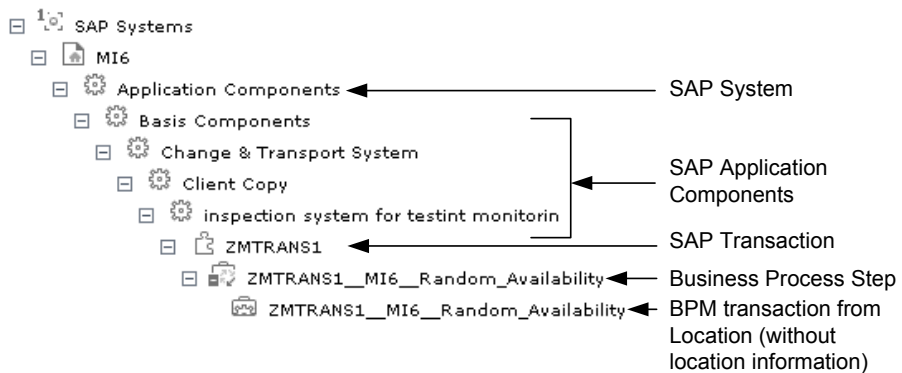 1
SAP Systems
MI6
Application Components
SAP System
Basis Components
Change & Transport System
Client Copy
SAP Application
Components
inspection system for testint monitorin
ZMTRANS1
SAP Transaction
ZMTRANS1__MI6__Random_Availability
Business Process Step
ZMTRANS1__MI6__Random_Availability
BPM transaction from
Location (without
location information)